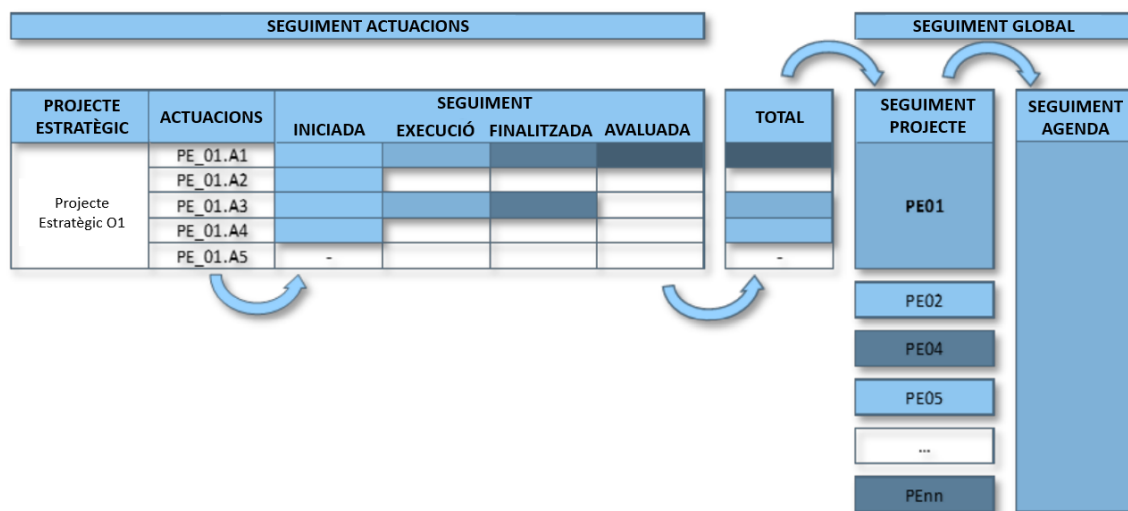 SEGUIMENT ACTUACIONS
SEGUIMENT GLOBAL
PROJECTE
ESTRATÈGIC
ACTUACIONS
SEGUIMENT
INICIADA
EXECUCIÓ
FINALITZADA
AVALUADA
TOTAL
SEGUIMENT
PROJECTE
SEGUIMENT
AGENDA
Projecte
Estratègic O1
PE_01.A1
PE_01.A2
PE_01.A3
PE_01.A4
PE_01.A5
-
-
PE01
PE02
PE04
PE05
...
PEnn